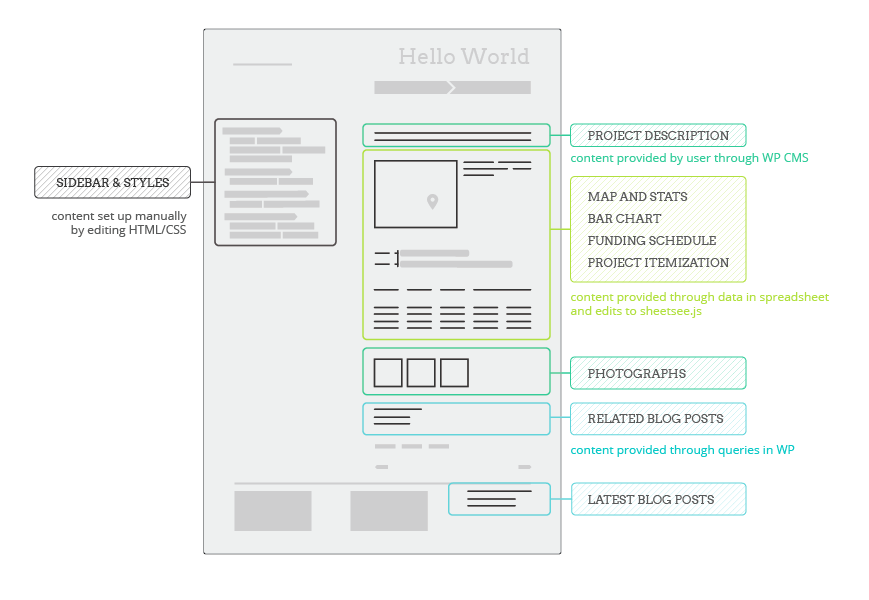 Hello World
SIDEBAR & STYLES
content set up manually
by editing HTML/CSS
PROJECT DESCRIPTION
content provided by user through WP CMS
MAP AND STATS
BAR CHART
FUNDING SCHEDULE
PROJECT ITEMIZATION
content provided through data in spreadsheet
and edits to sheetsee.js
PHOTOGRAPHS
RELATED BLOG POSTS
content provided through queries in WP
LATEST BLOG POSTS